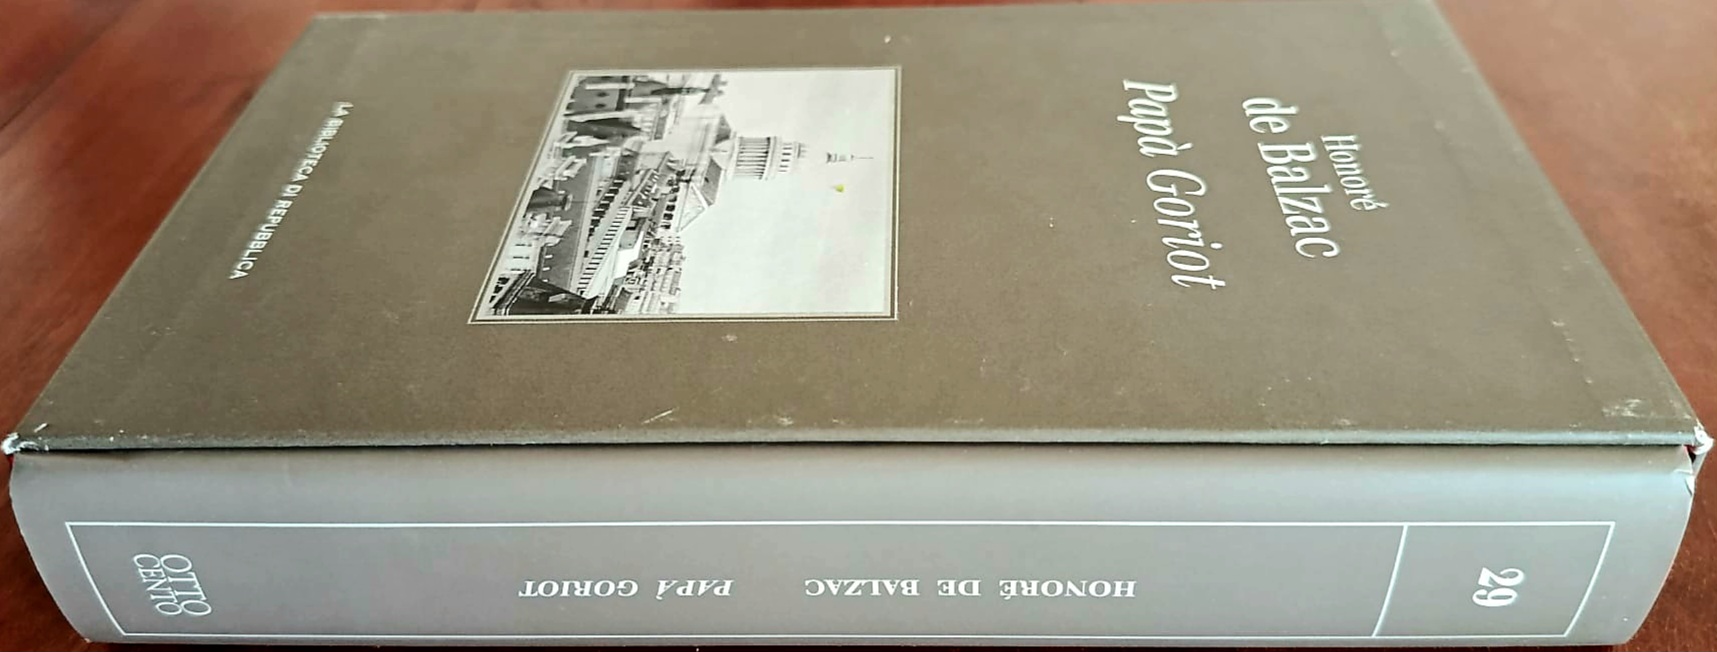 Honoré
de Balzac
Papà Goriot
LA BIBLIOTECA DI REPUBBLICA
29
HONORÉ DE BALZAC PAPÀ GORIOT
OTTO
CENTO